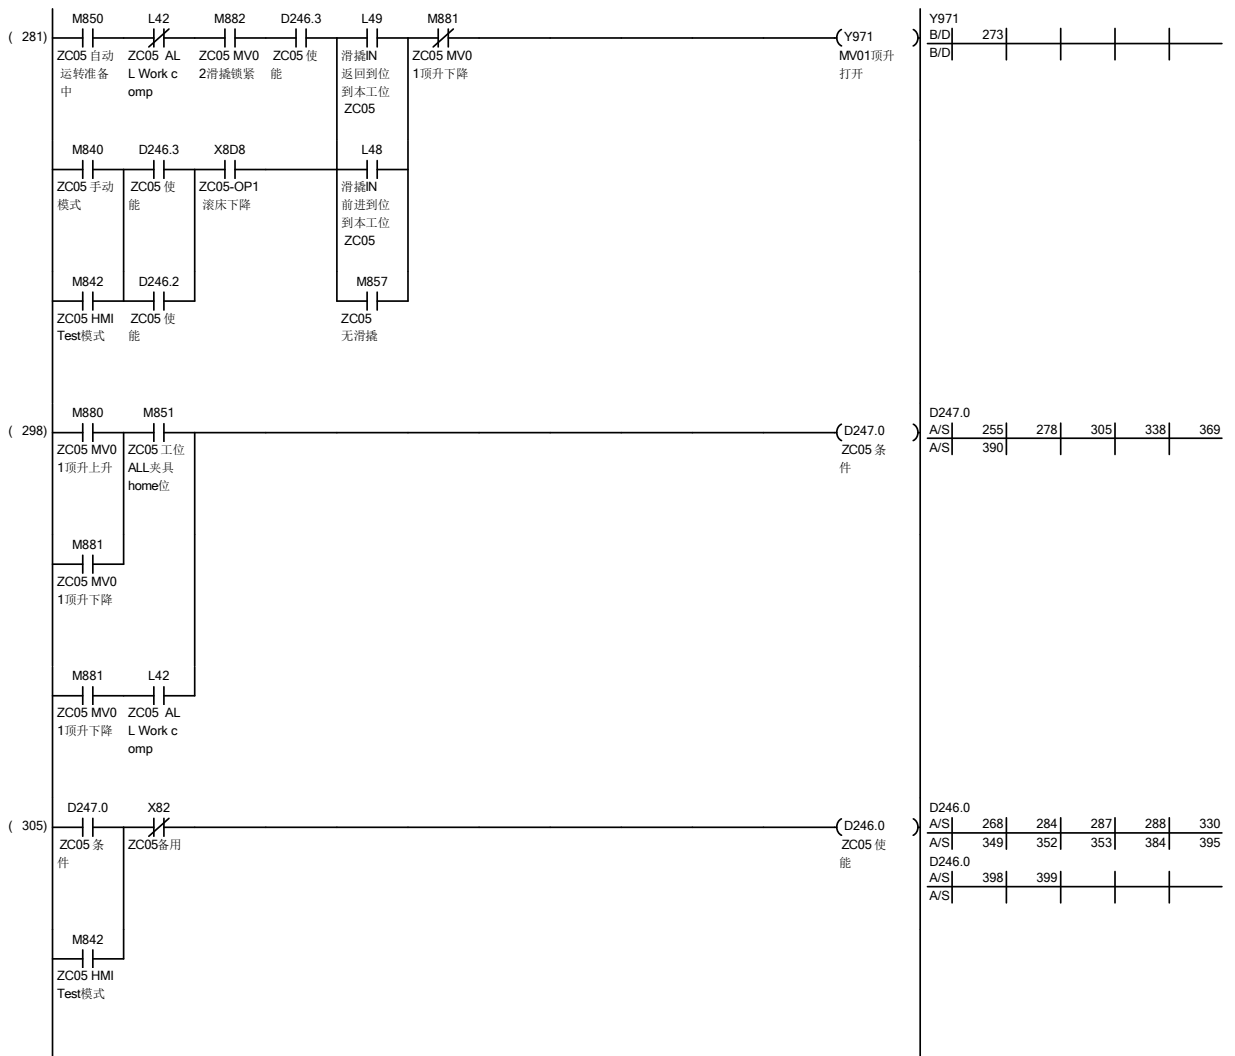 M850 L42 M882 D246.3 L49 M881
( 281) Y971
ZC05 自动 ZC05 AL ZC05 MV0 ZC05 使 滑撬IN ZC05 MV0 MV01顶升
运转准备 L Work c 2滑撬锁紧 能 返回到位 1顶升下降 打开
中 omp 到本工位
ZC05
Y971
B/D 273
B/D
M840 D246.3 X8D8 L48
ZC05 手动 ZC05 使 ZC05-OP1 滑撬IN
模式 能 滚床下降 前进到位
到本工位
ZC05
M842 D246.2 M857
ZC05 HMI ZC05 使 ZC05
Test模式 能 无滑撬
M880 M851
( 298) D247.0
ZC05 MV0 ZC05 工位 ZC05 条
1顶升上升 ALL夹具 件
home位
D247.0
A/S 255 278 305 338 369
A/S 390
M881
ZC05 MV0
1顶升下降
M881 L42
ZC05 MV0 ZC05 AL
1顶升下降 L Work c
omp
D247.0 X82
( 305) D246.0
ZC05 条 ZC05备用 ZC05 使
件 能
D246.0
A/S 268 284 287 288 330
A/S 349 352 353 384 395
D246.0
A/S 398 399
A/S
M842
ZC05 HMI
Test模式